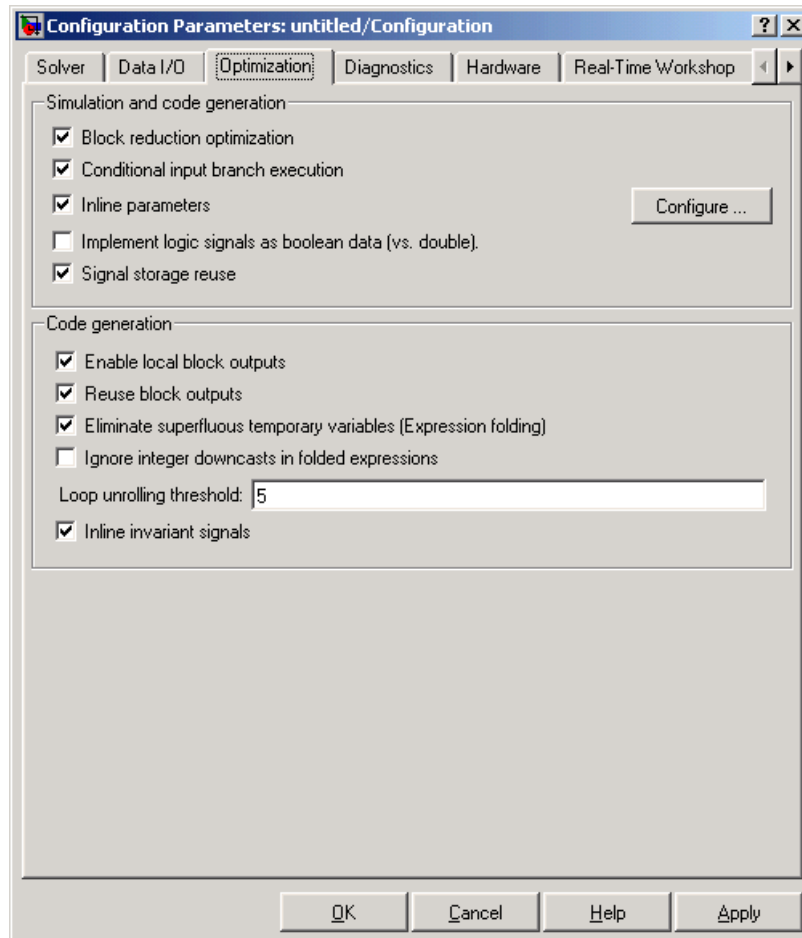 Configuration Parameters: untitled/Configuration
Solver Data I/O Optimization Diagnostics Hardware Real-Time Workshop
Simulation and code generation
Block reduction optimization
Conditional input branch execution
Inline parameters Configure ...
Implement logic signals as boolean data (vs. double).
Signal storage reuse
Code generation
Enable local block outputs
Reuse block outputs
Eliminate superfluous temporary variables (Expression folding)
Ignore integer downcasts in folded expressions
Loop unrolling threshold: 5
Inline invariant signals
OK Cancel Help Apply